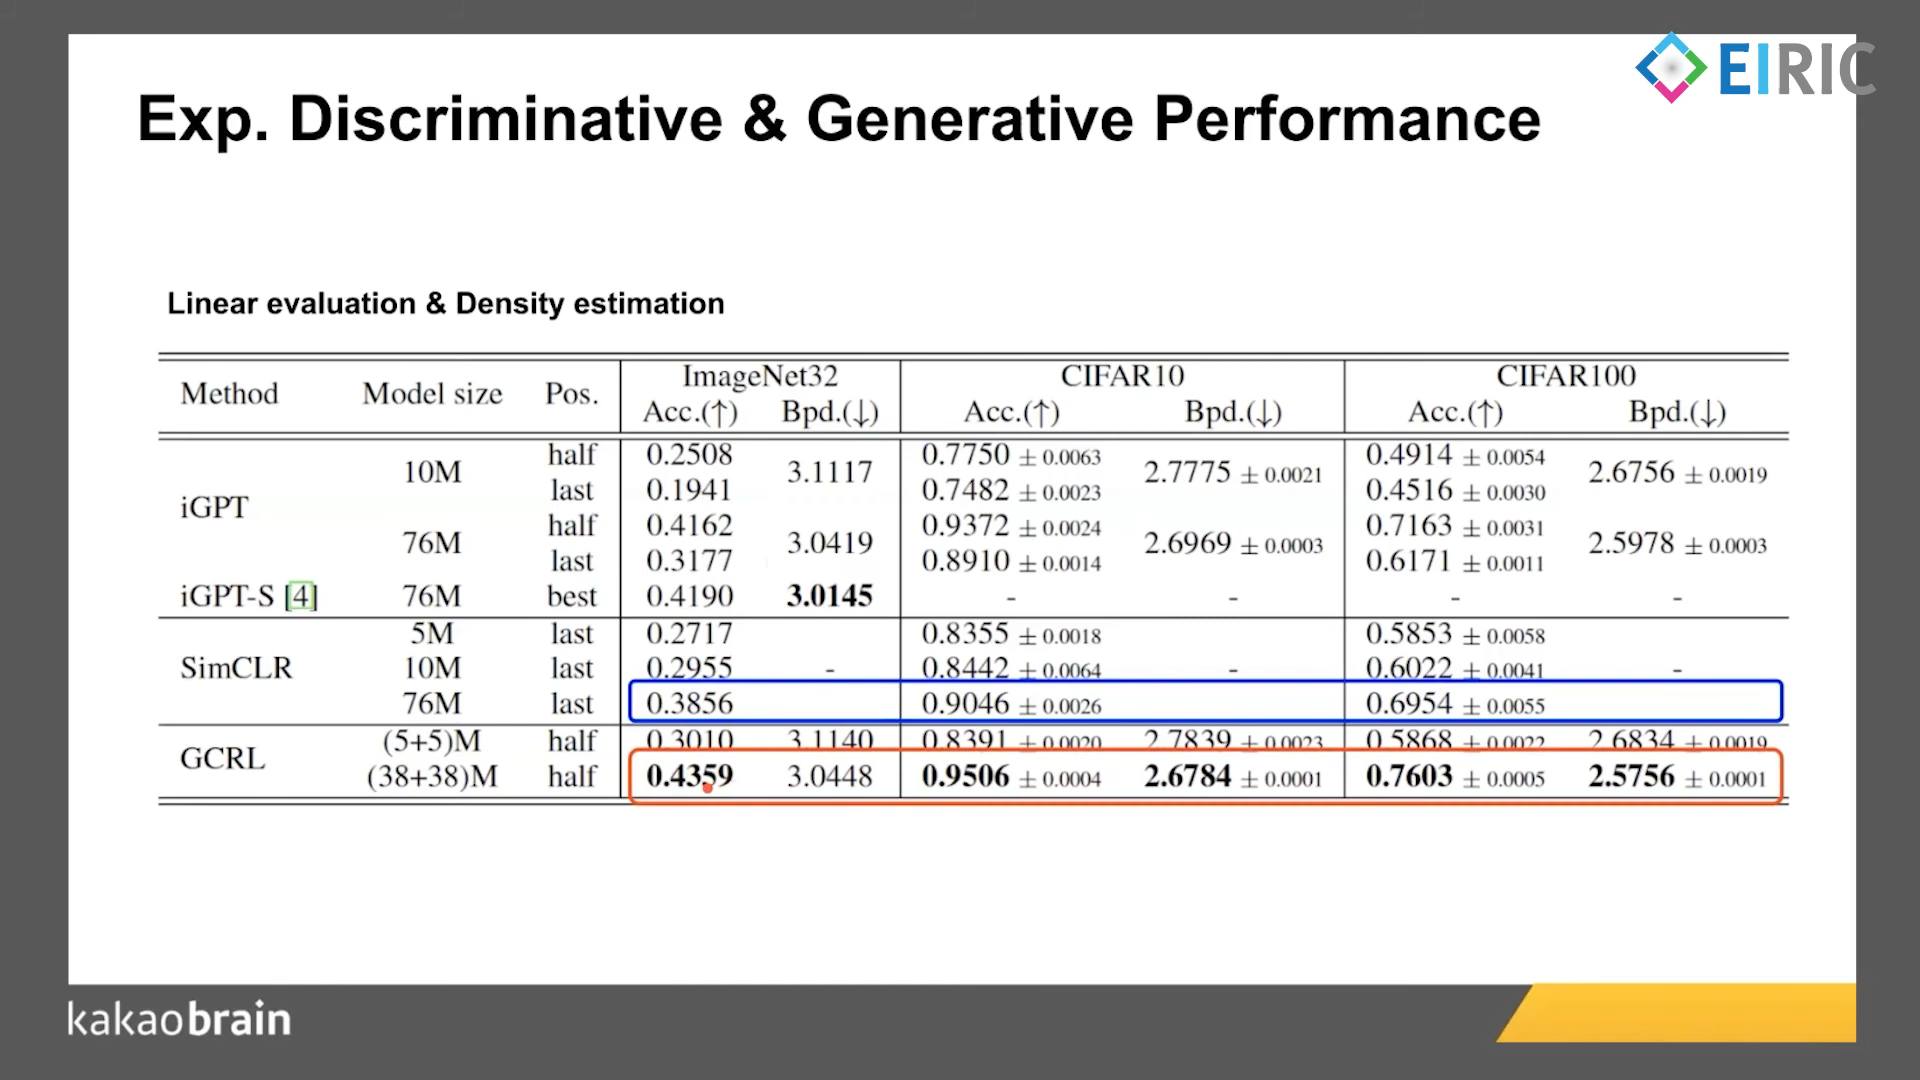 EIRIC
Exp. Discriminative & Generative Performance
Linear evaluation & Density estimation
Method Model size Pos. ImageNet32 CIFAR10 CIFAR100
Acc.(↑) Bpd.(↓) Acc.(↑) Bpd.(↓) Acc.(↑) Bpd.(↓)
iGPT 10M half 0.2508 3.1117 0.7750 ± 0.0063 2.7775 ± 0.0021 0.4914 ± 0.0054 2.6756 ± 0.0019
last 0.1941 0.7482 ± 0.0023 0.4516 ± 0.0030
76M half 0.4162 3.0419 0.9372 ± 0.0024 2.6969 ± 0.0003 0.7163 ± 0.0031 2.5978 ± 0.0003
last 0.3177 0.8910 ± 0.0014 0.6171 ± 0.0011
iGPT-S [4] 76M best 0.4190 3.0145 - - - -
SimCLR 5M last 0.2717 0.8355 ± 0.0018 0.5853 ± 0.0058
10M last 0.2955 - 0.8442 ± 0.0064 - 0.6022 ± 0.0041 -
76M last 0.3856 0.9046 ± 0.0026 0.6954 ± 0.0055
GCRL (5+5)M half 0.3010 3.1140 0.8391 ± 0.0020 2.7839 ± 0.0023 0.5868 ± 0.0022 2.6834 ± 0.0019
(38+38)M half 0.4359 3.0448 0.9506 ± 0.0004 2.6784 ± 0.0001 0.7603 ± 0.0005 2.5756 ± 0.0001
kakaobrain